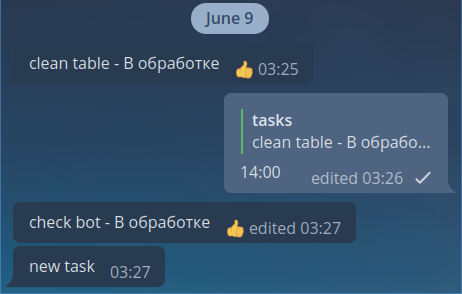 June 9
clean table - В обработке 👍 03:25
tasks
clean table - В обрабо...
14:00 edited 03:26
check bot - В обработке 👍 edited 03:27
new task 03:27